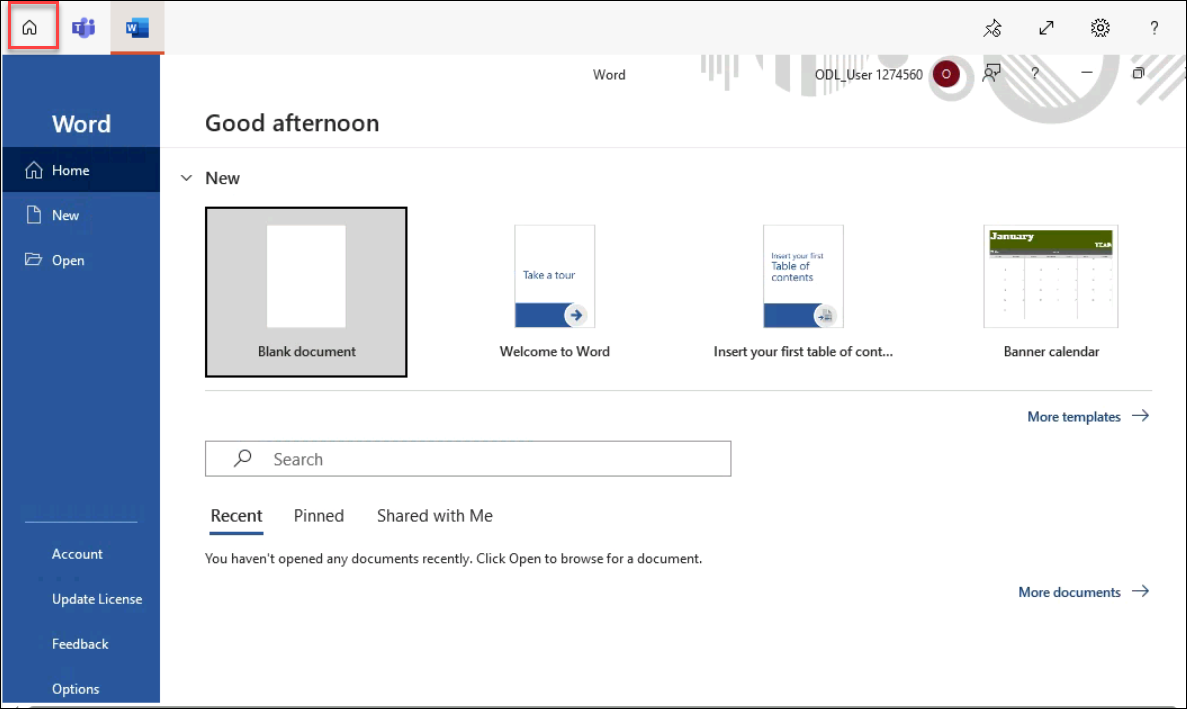 Word
ODL_User 1274560
O
?
?
Word
Good afternoon
Home
New
Open
New
Take a tour
Insert your first
Table of
contents
January
YEAR
Blank document
Welcome to Word
Insert your first table of cont...
Banner calendar
More templates
Search
Recent
Pinned
Shared with Me
You haven't opened any documents recently. Click Open to browse for a document.
More documents
Account
Update License
Feedback
Options